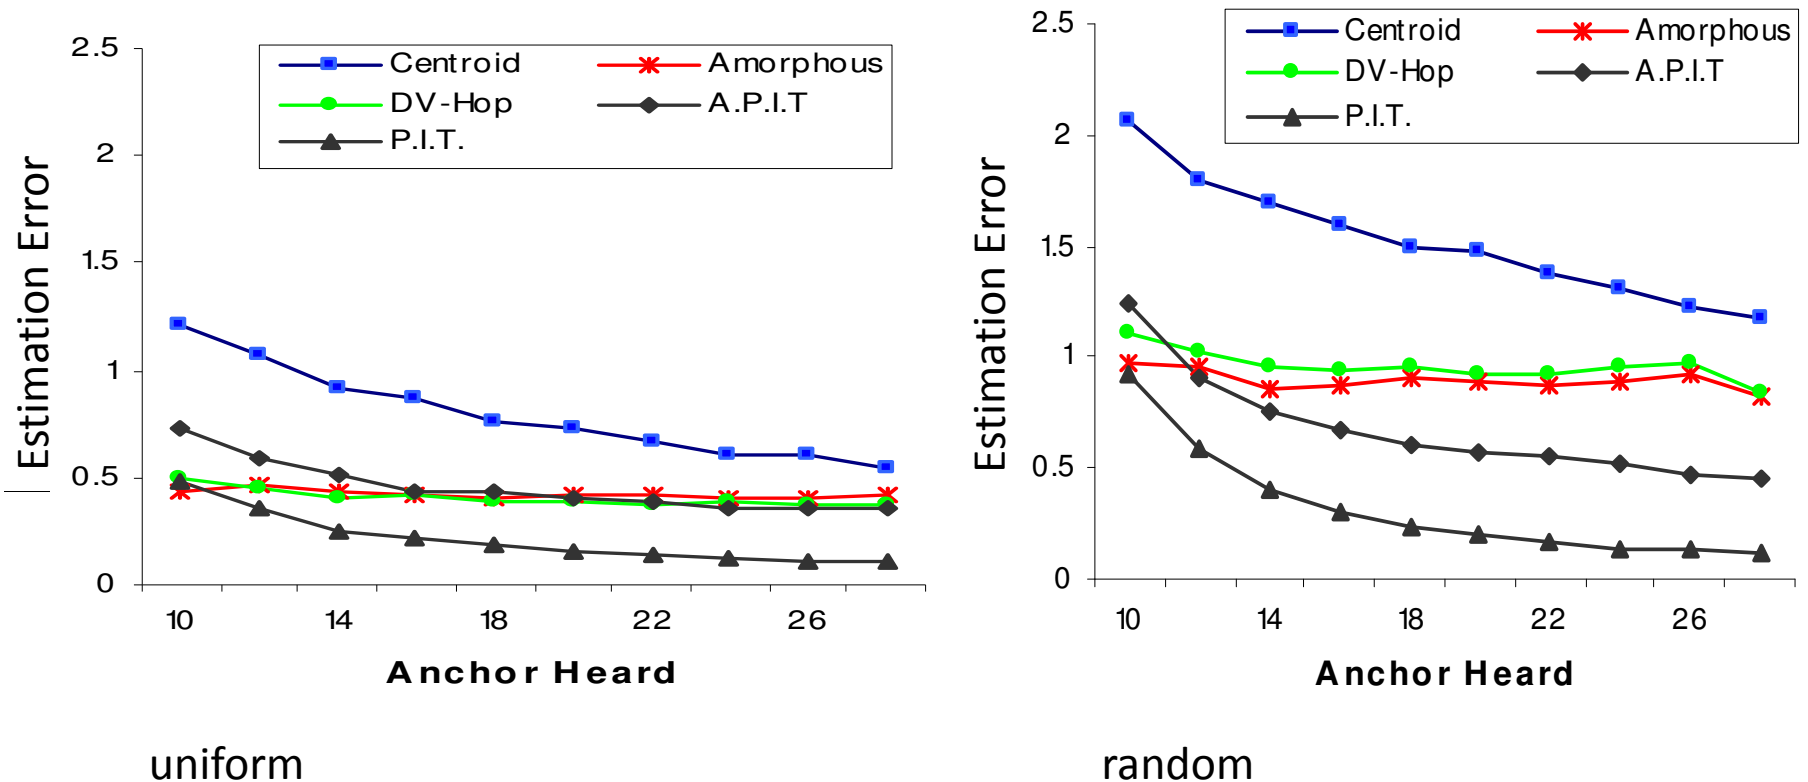 2.5
Centroid
Amorphous
DV-Hop
A.P.I.T
P.I.T.
2
1.5
1
0.5
0
Estimation Error
10
14
18
22
26
Anchor Heard
uniform
2.5
Centroid
Amorphous
DV-Hop
A.P.I.T
P.I.T.
2
1.5
1
0.5
0
Estimation Error
10
14
18
22
26
Anchor Heard
random